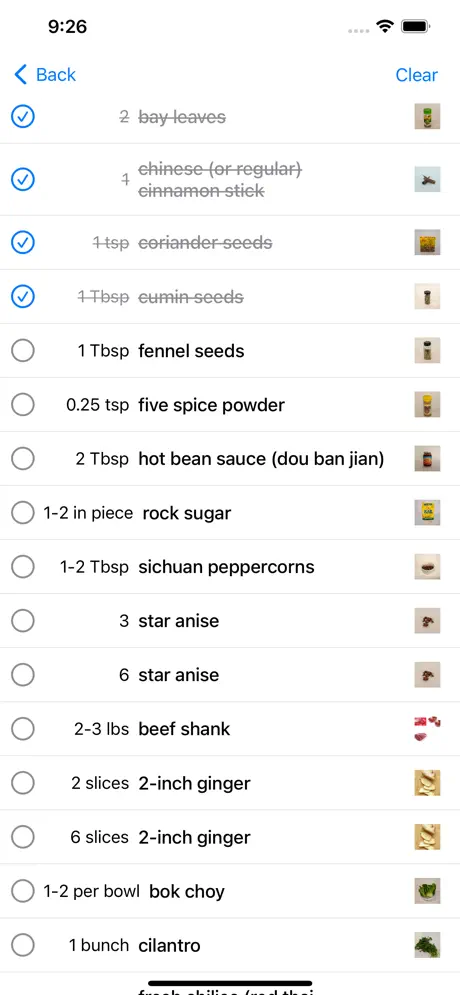 9:26
Back Clear
2 bay leaves
1 chinese (or regular)
cinnamon stick
1 tsp coriander seeds
1 Tbsp cumin seeds
1 Tbsp fennel seeds
0.25 tsp five spice powder
2 Tbsp hot bean sauce (dou ban jian)
1-2 in piece rock sugar
1-2 Tbsp sichuan peppercorns
3 star anise
6 star anise
2-3 lbs beef shank
2 slices 2-inch ginger
6 slices 2-inch ginger
1-2 per bowl bok choy
1 bunch cilantro
fresh chilies (red thai